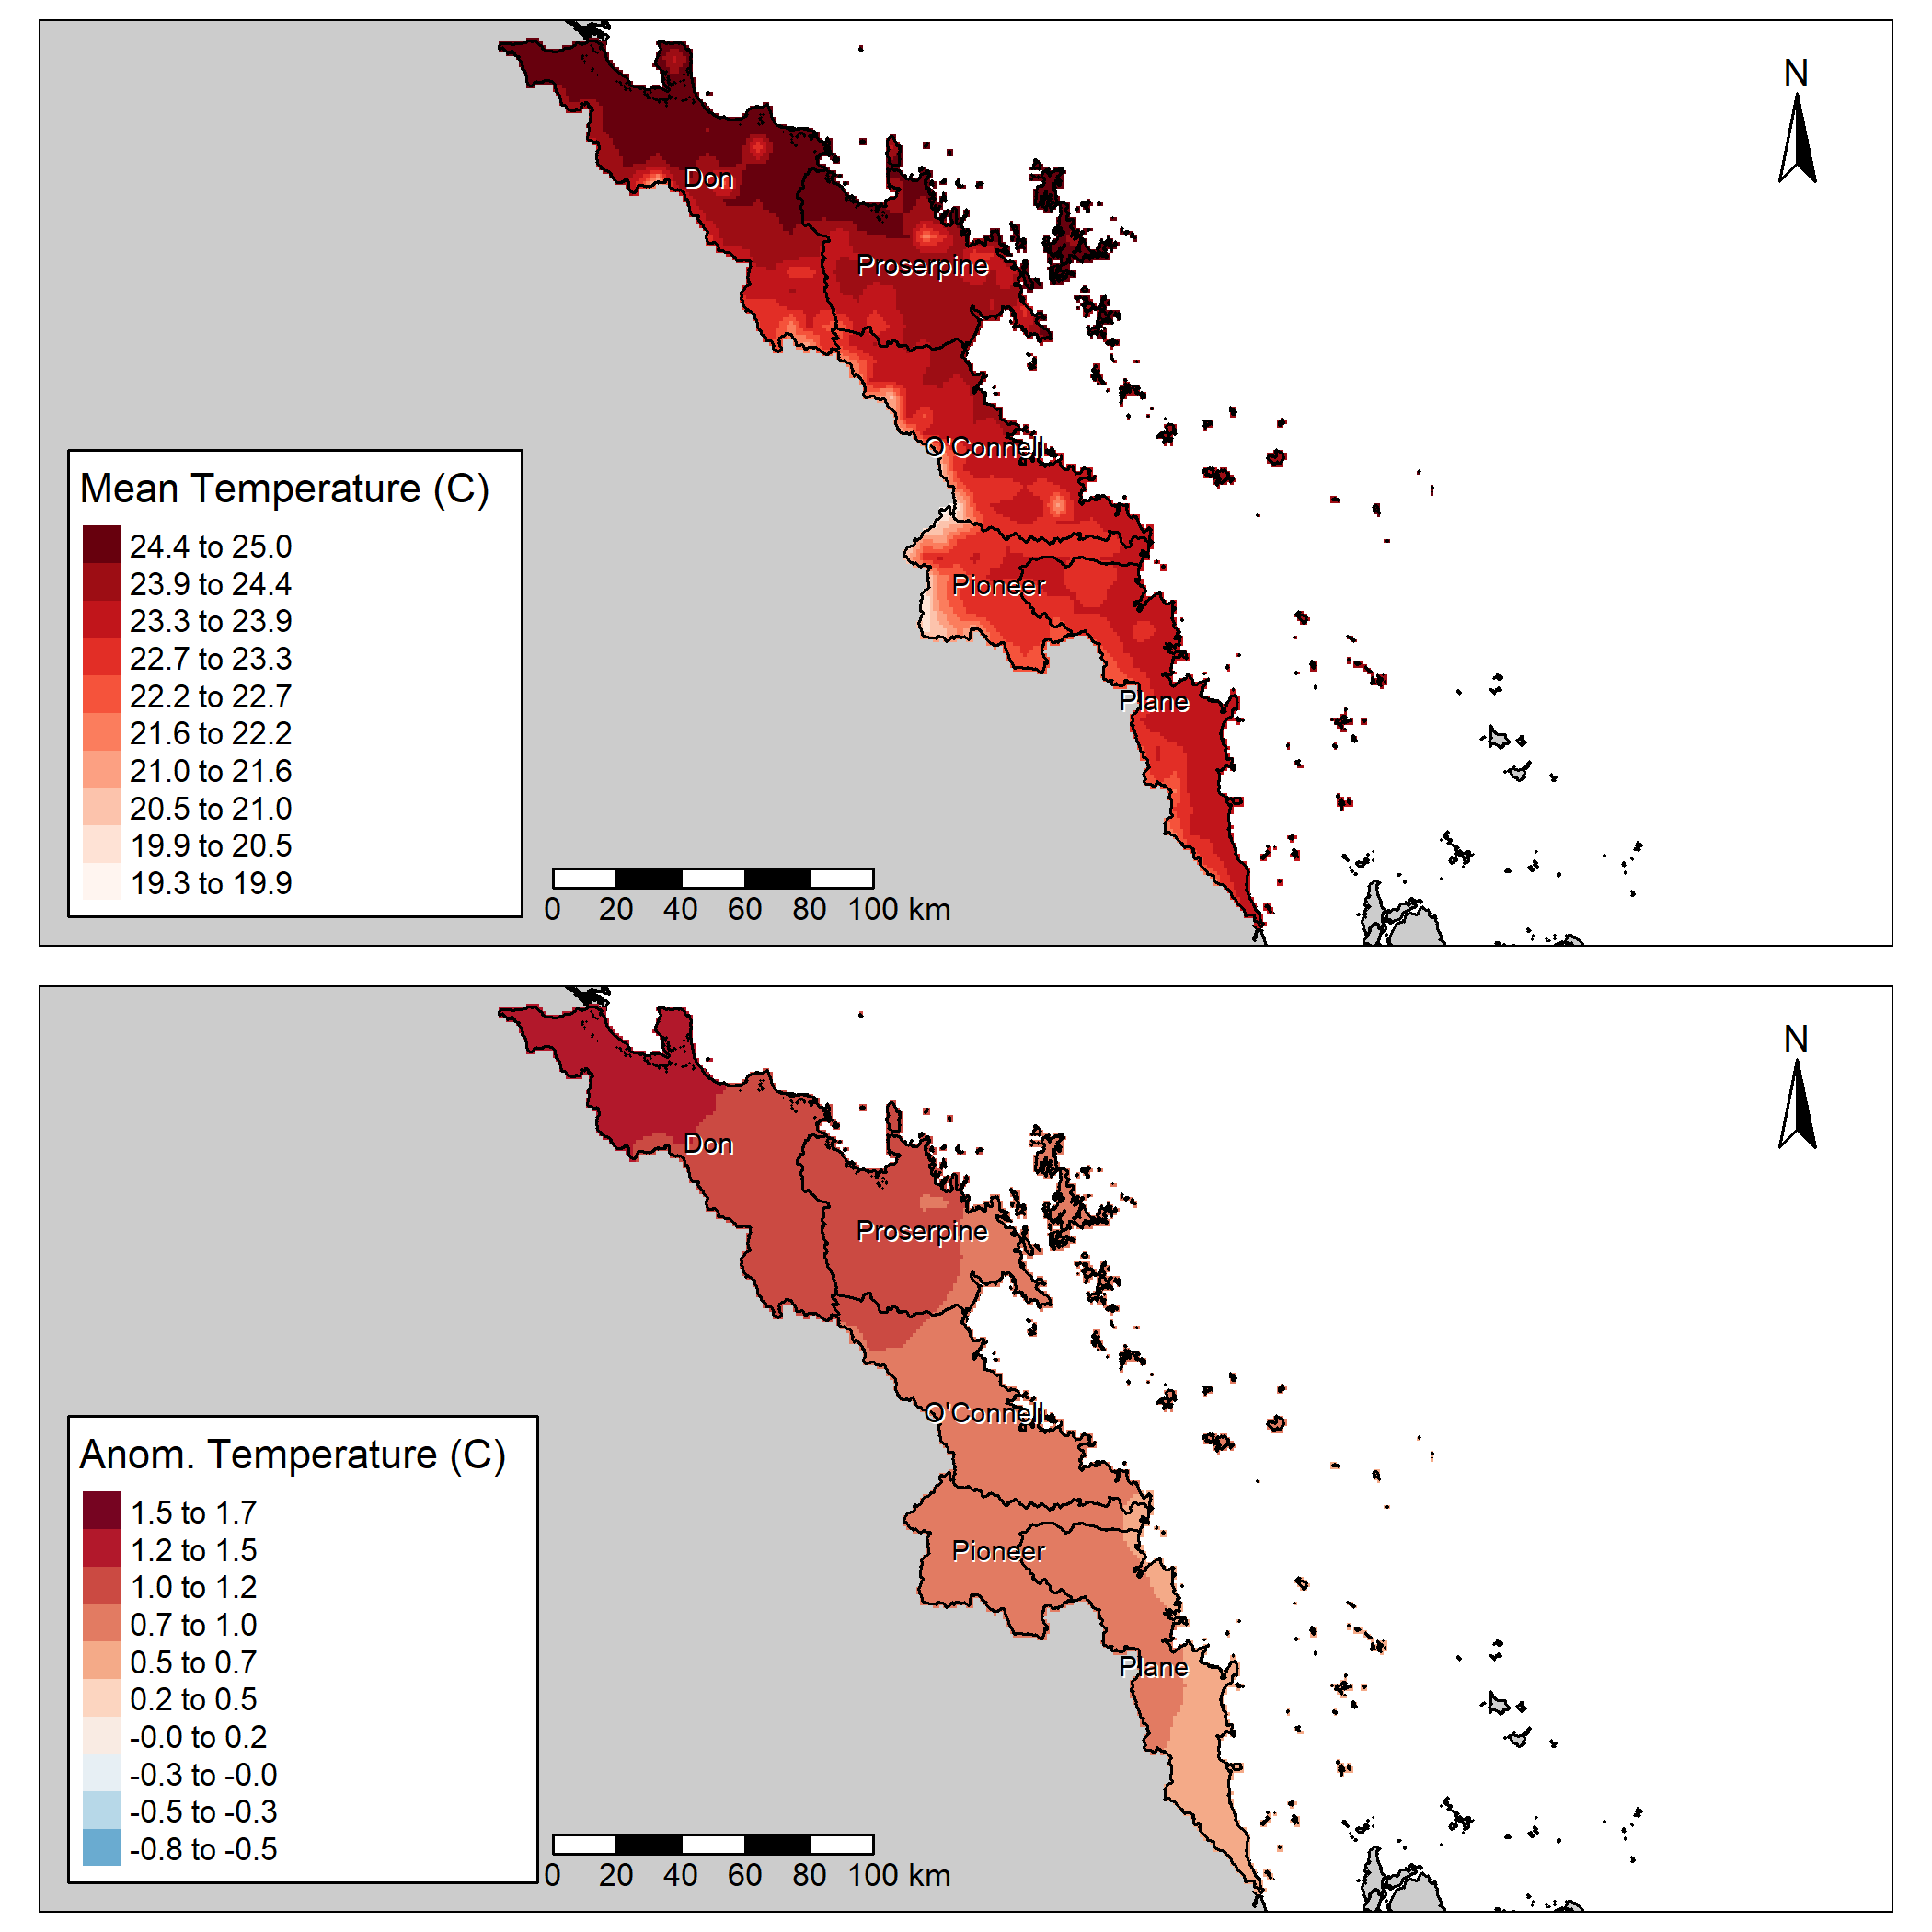 N
Don
Proserpine
O'Connell
Pioneer
Plane
Mean Temperature (C)
24.4 to 25.0
23.9 to 24.4
23.3 to 23.9
22.7 to 23.3
22.2 to 22.7
21.6 to 22.2
21.0 to 21.6
20.5 to 21.0
19.9 to 20.5
19.3 to 19.9
0 20 40 60 80 100 km
N
Don
Proserpine
O'Connell
Pioneer
Plane
Anom. Temperature (C)
1.5 to 1.7
1.2 to 1.5
1.0 to 1.2
0.7 to 1.0
0.5 to 0.7
0.2 to 0.5
-0.0 to 0.2
-0.3 to -0.0
-0.5 to -0.3
-0.8 to -0.5
0 20 40 60 80 100 km